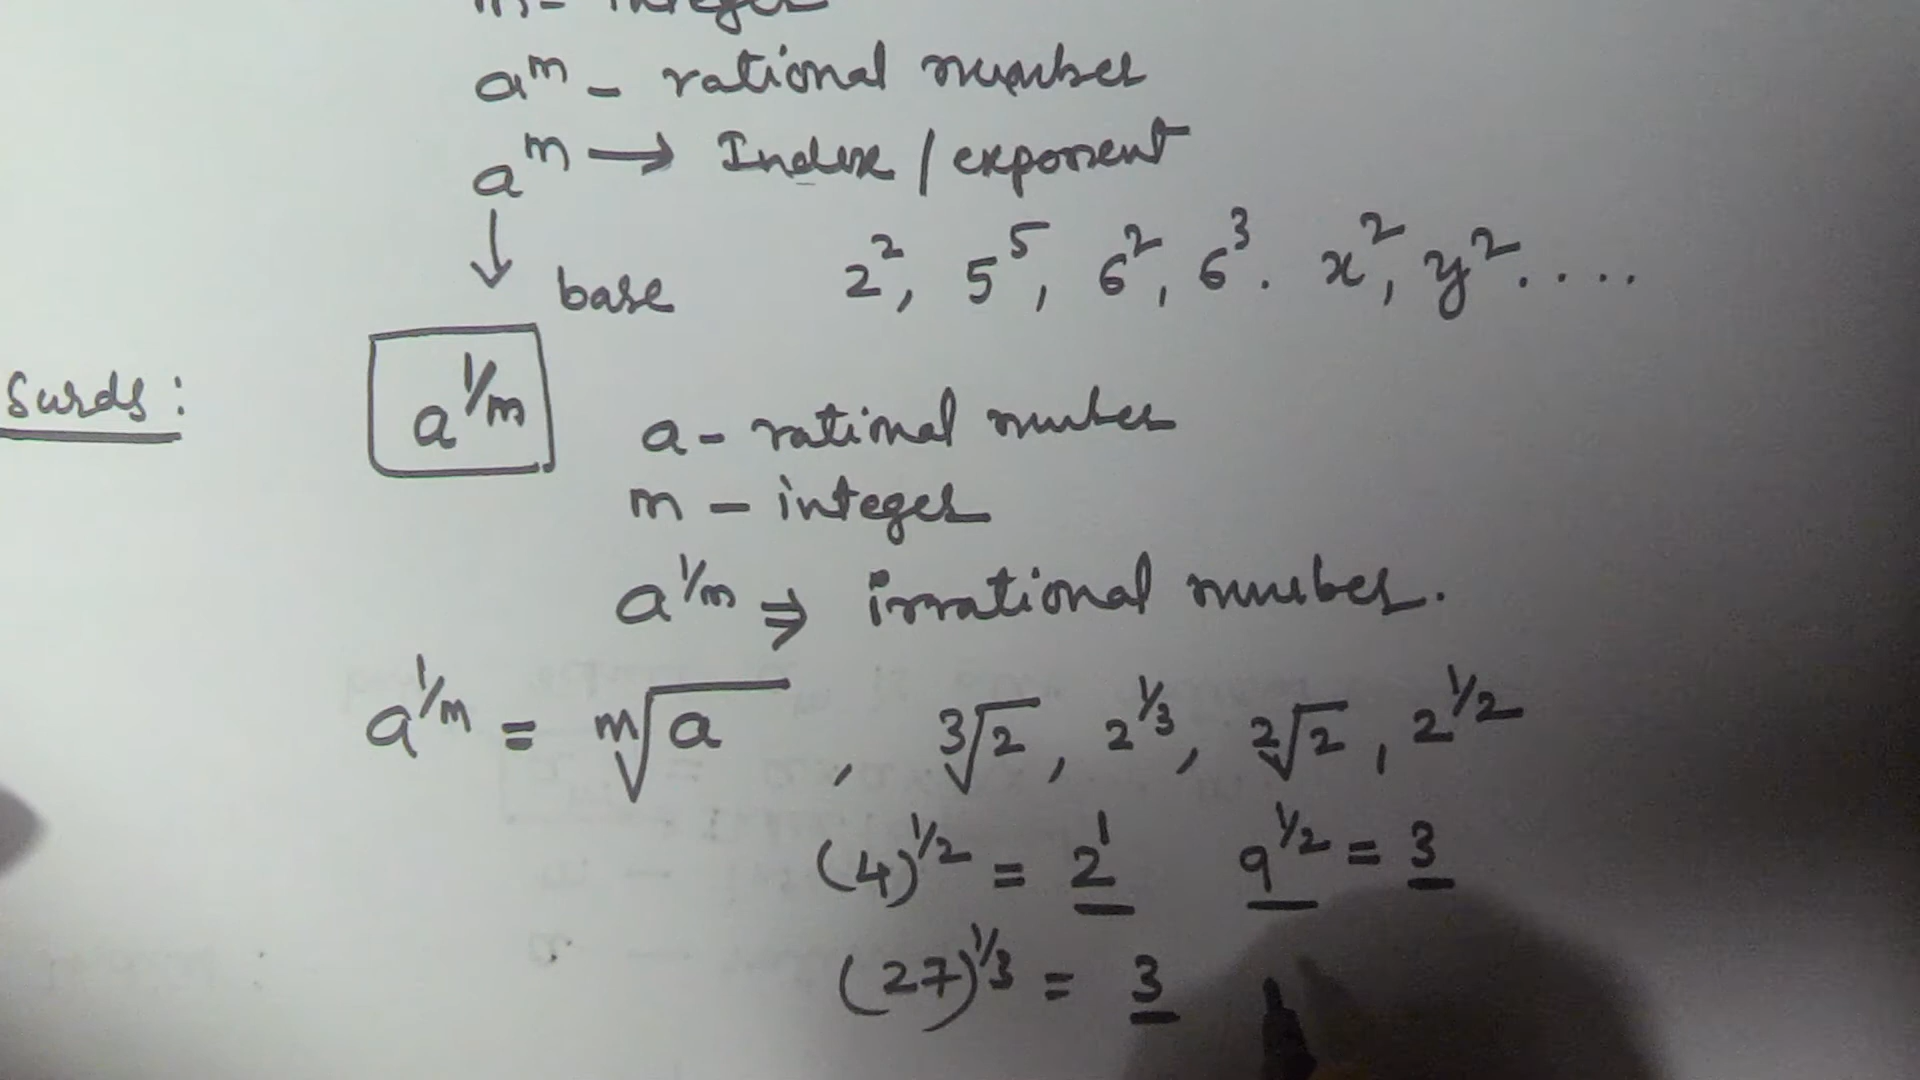 m - integer
a^m - rational number
a^m → Index / exponent
↓ base 2^2, 5^5, 6^2, 6^3. x^2, y^2.....
Surds: a^1/m a - rational number
m - integer
a^1/m ⇒ irrational number.
a^1/m = m√a , 3√2, 2^1/3, 2√2, 2^1/2
(4)^1/2 = 2^1 9^1/2 = 3
(27)^1/3 = 3